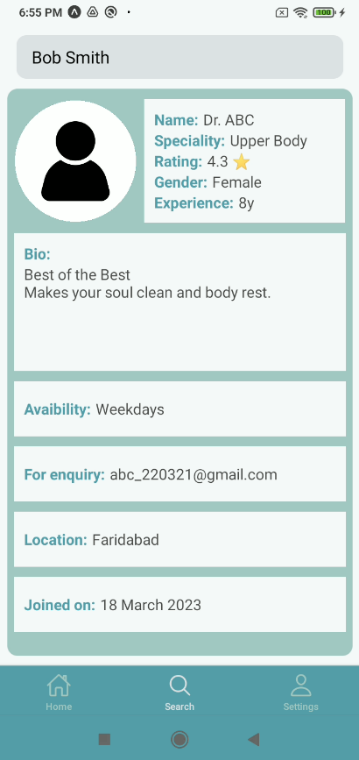 6:55 PM
100
Bob Smith
Name: Dr. ABC
Speciality: Upper Body
Rating: 4.3 ⭐
Gender: Female
Experience: 8y
Bio:
Best of the Best
Makes your soul clean and body rest.
Avaibility: Weekdays
For enquiry: abc_220321@gmail.com
Location: Faridabad
Joined on: 18 March 2023
Home
Search
Settings